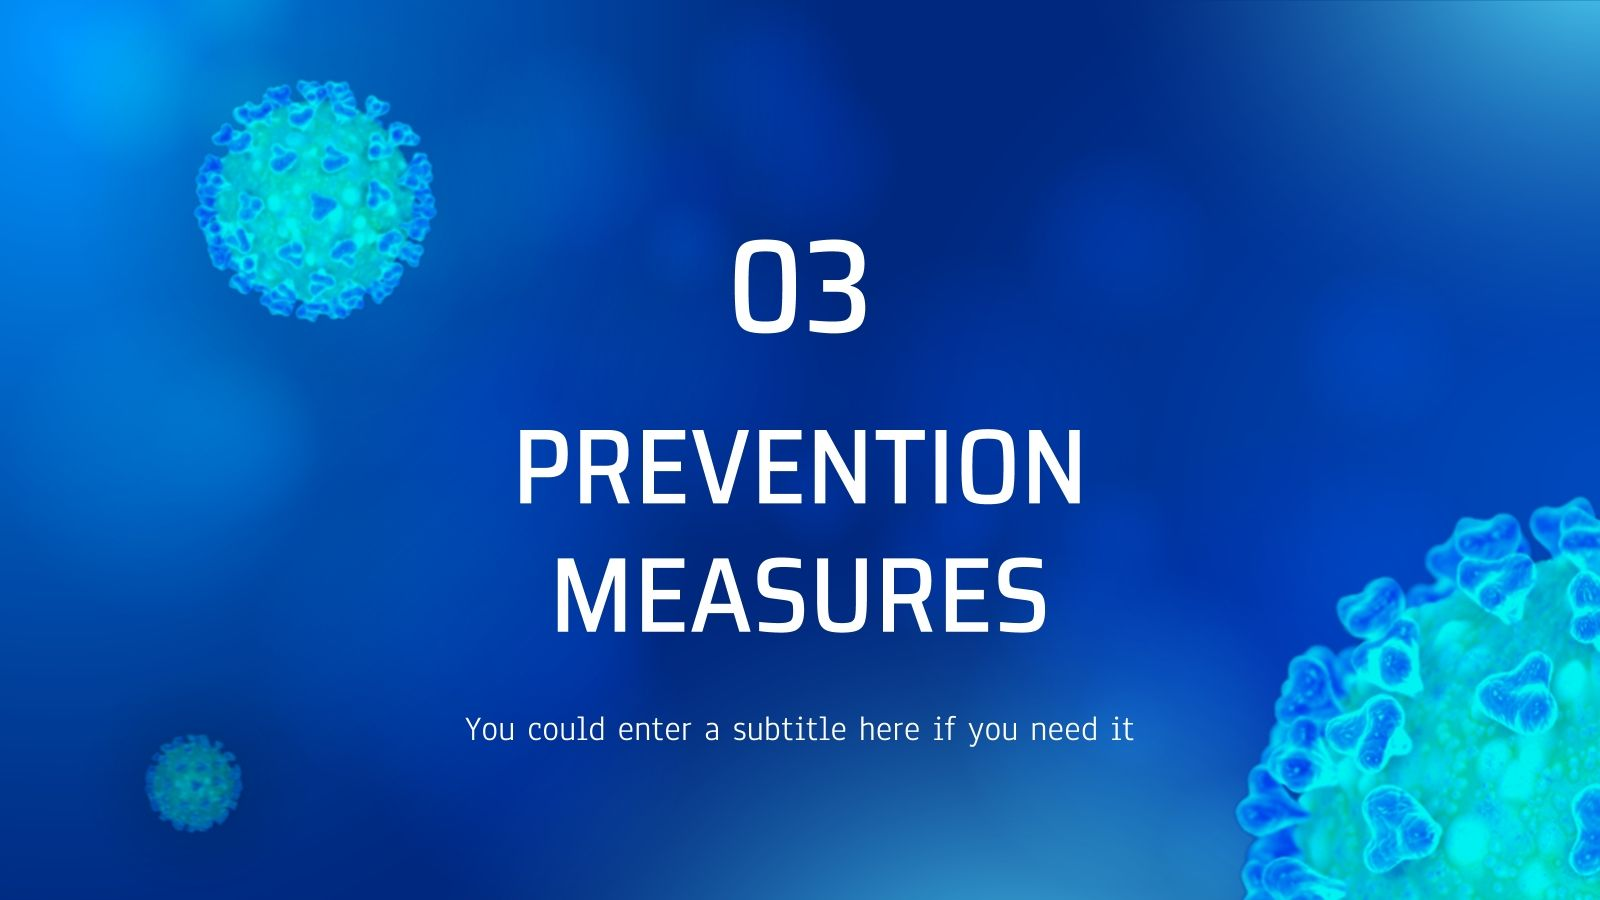 03
PREVENTION
MEASURES
You could enter a subtitle here if you need it